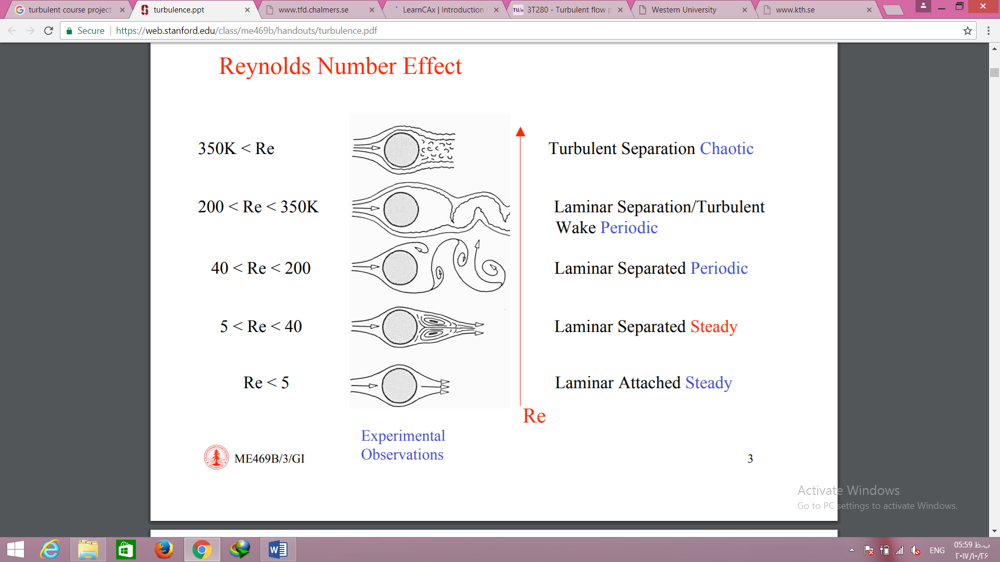 turbulent course project
turbulence.ppt
www.tfd.chalmers.se
LearnCAx | Introduction
TU/e 3T280 - Turbulent flow p
Western University
www.kth.se
Secure https://web.stanford.edu/class/me469b/handouts/turbulence.pdf
Reynolds Number Effect
350K < Re
Turbulent Separation Chaotic
200 < Re < 350K
Laminar Separation/Turbulent
Wake Periodic
40 < Re < 200
Laminar Separated Periodic
5 < Re < 40
Laminar Separated Steady
Re < 5
Laminar Attached Steady
Re
Experimental
Observations
ME469B/3/GI
3
Activate Windows
Go to PC settings to activate Windows.
ENG
05:59 ب.ظ
۲۰۱۷/۱۰/۲۶